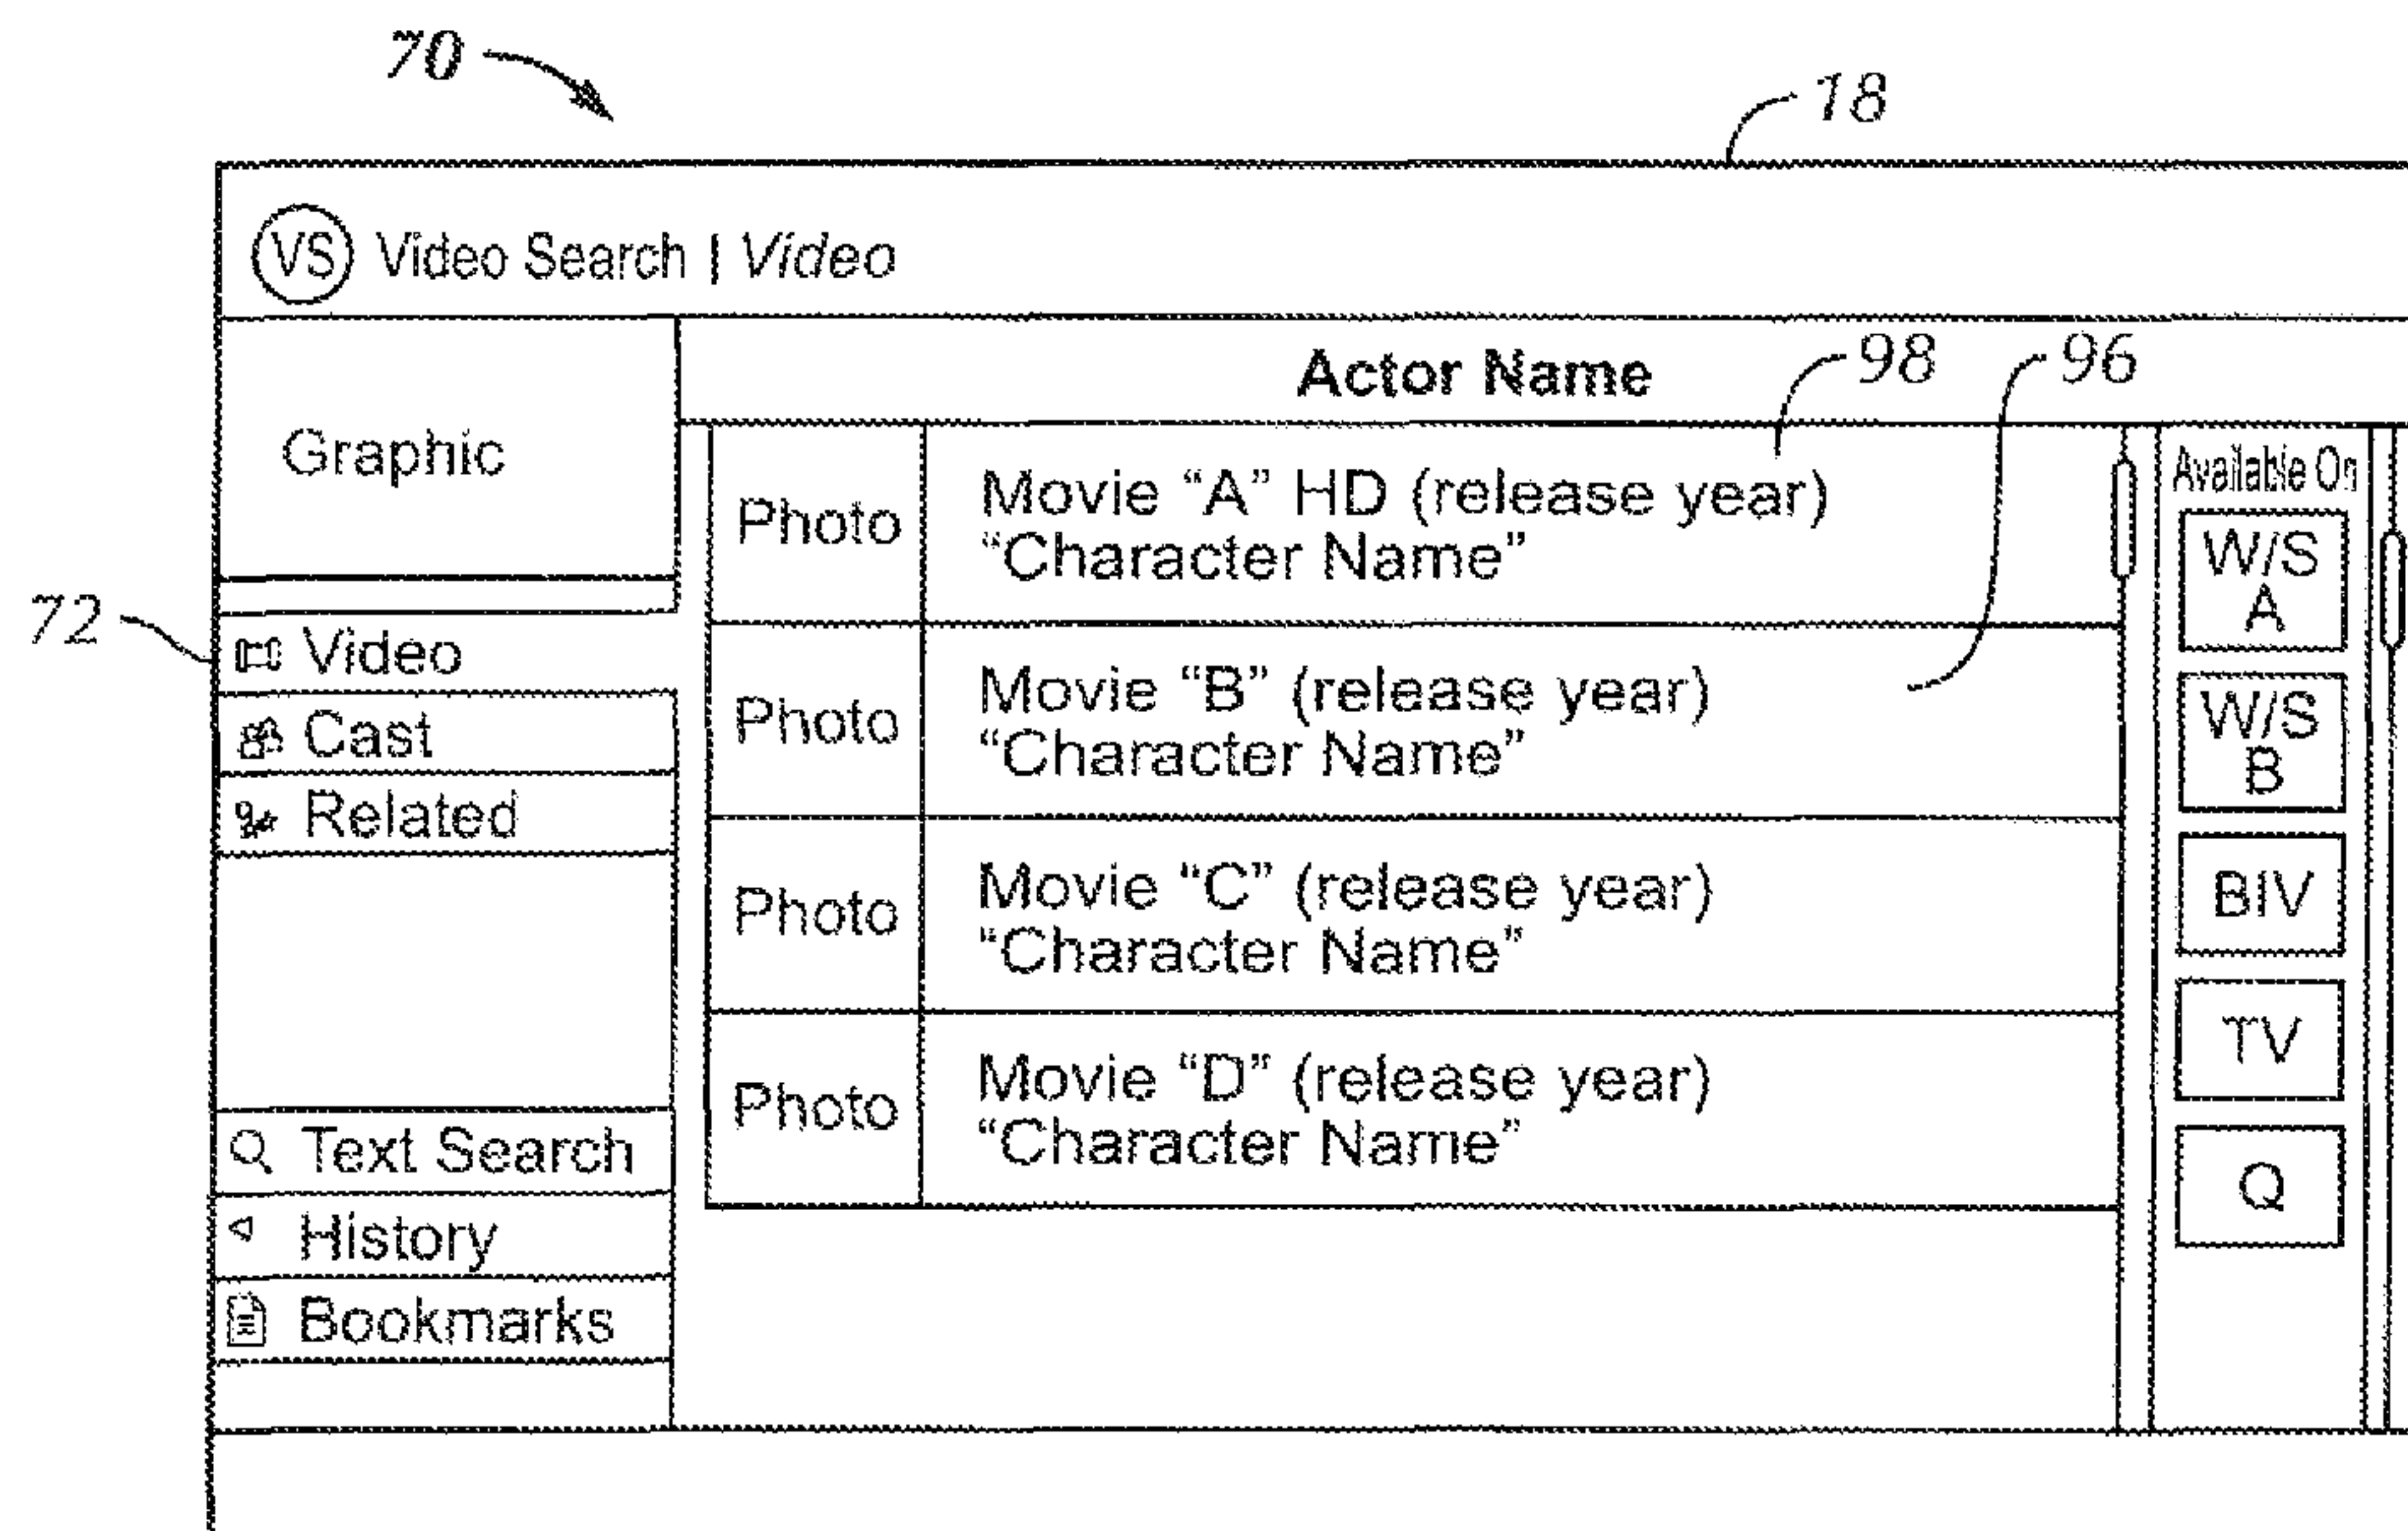 70
18
VS Video Search | Video
Graphic
Actor Name
98
96
Photo
Movie “A” HD (release year)
“Character Name”
Photo
Movie “B” (release year)
“Character Name”
Photo
Movie “C” (release year)
“Character Name”
Photo
Movie “D” (release year)
“Character Name”
Available On
W/S
A
W/S
B
BIV
TV
Q
72
Video
Cast
Related
Text Search
History
Bookmarks